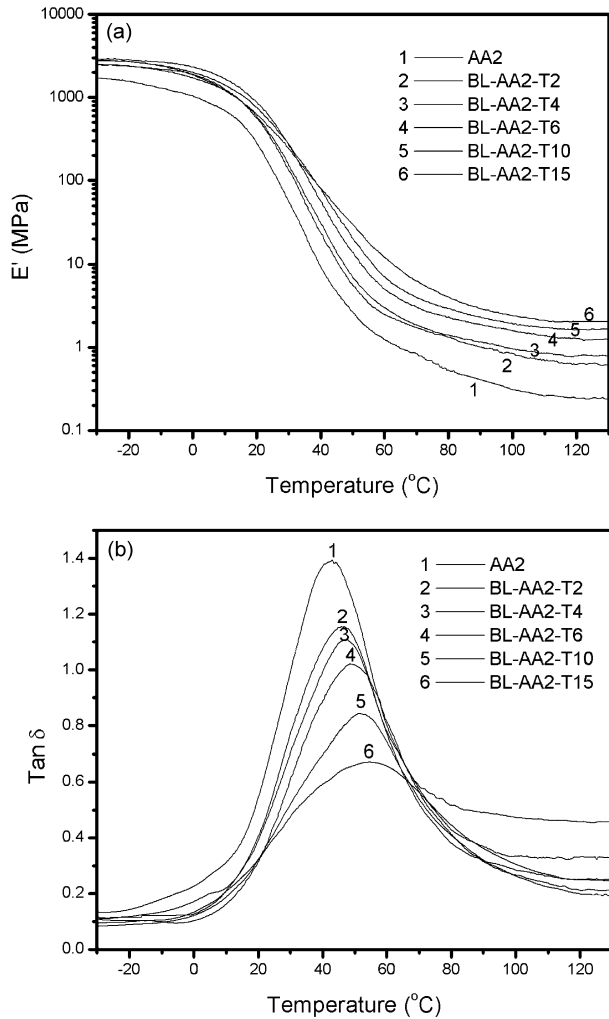 (a)
10000
1000
100
10
1
0.1
E' (MPa)
1 AA2
2 BL-AA2-T2
3 BL-AA2-T4
4 BL-AA2-T6
5 BL-AA2-T10
6 BL-AA2-T15
6
5
4
3
2
1
-20 0 20 40 60 80 100 120
Temperature (°C)
(b)
1.4
1.2
1.0
0.8
0.6
0.4
0.2
0.0
Tan δ
1 AA2
2 BL-AA2-T2
3 BL-AA2-T4
4 BL-AA2-T6
5 BL-AA2-T10
6 BL-AA2-T15
1
2
3
4
5
6
-20 0 20 40 60 80 100 120
Temperature (°C)